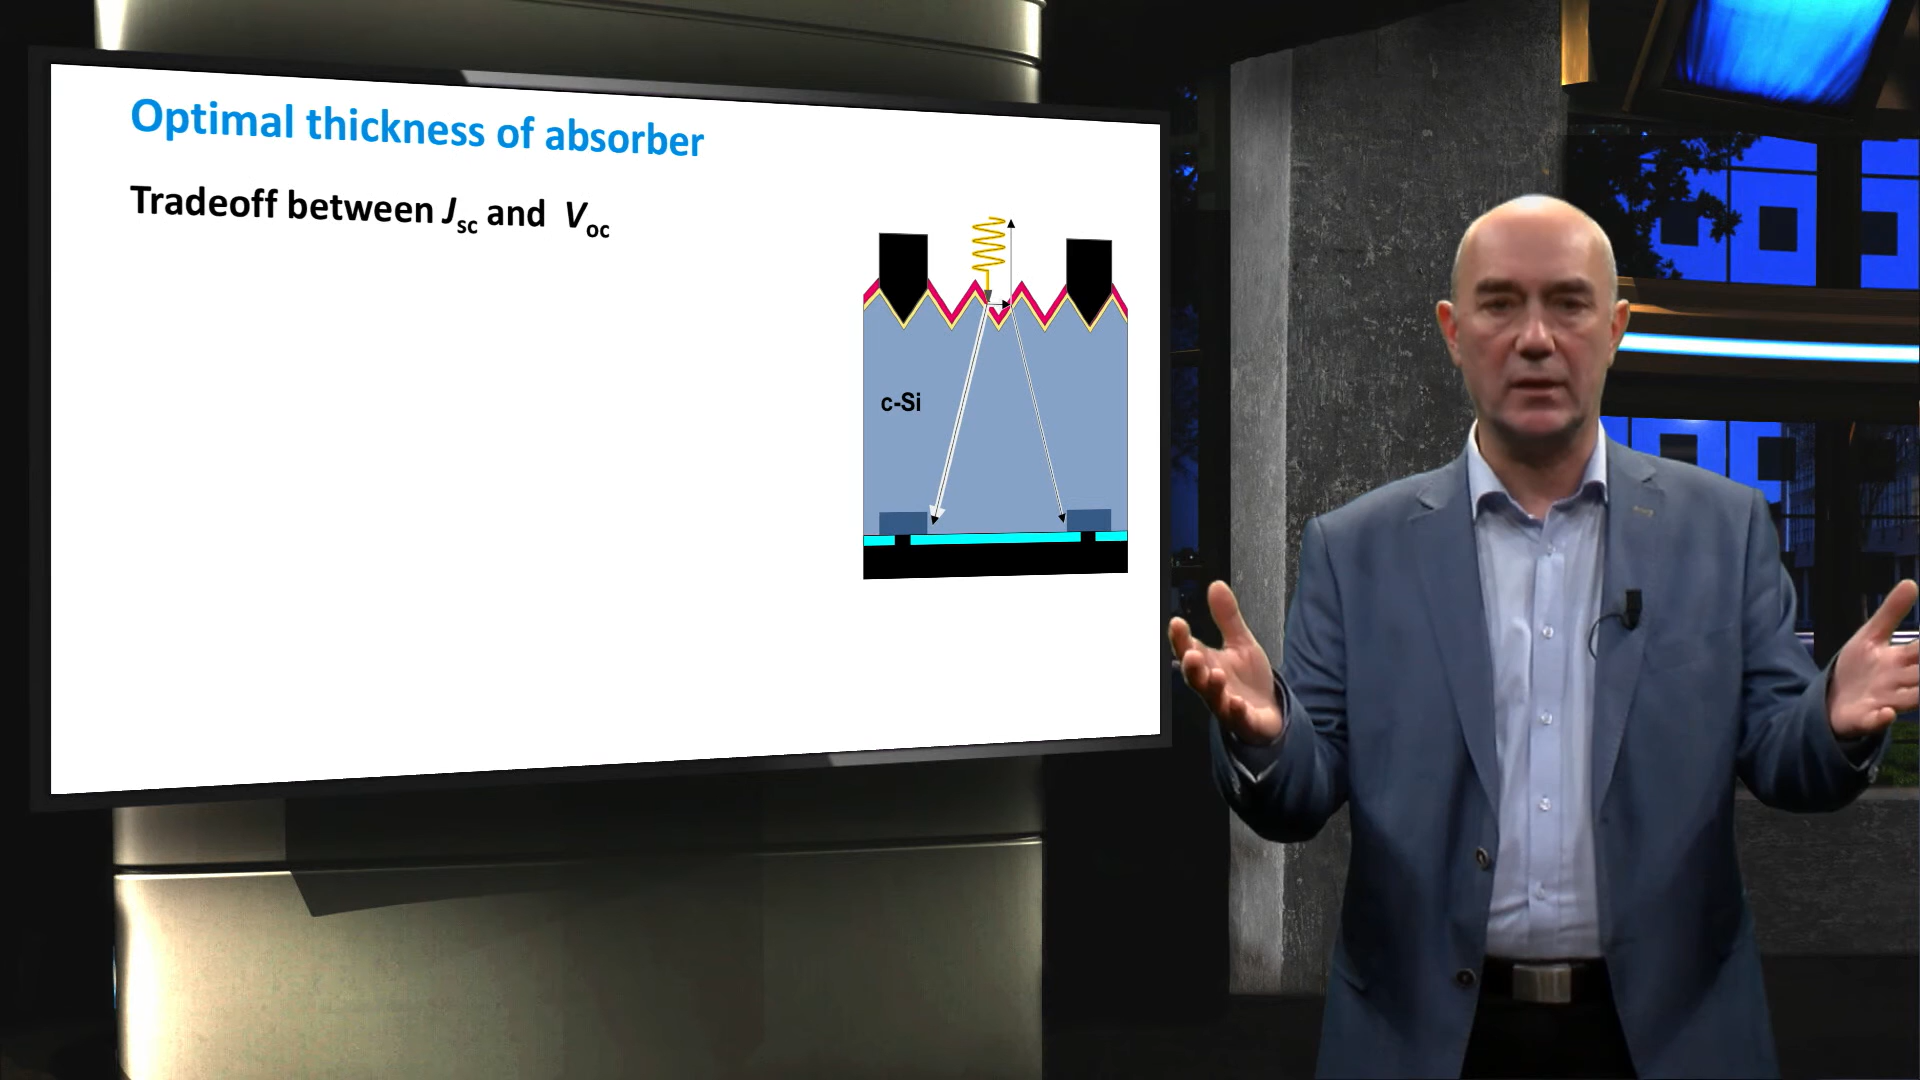 Optimal thickness of absorber
Tradeoff between Jsc and Voc
c-Si